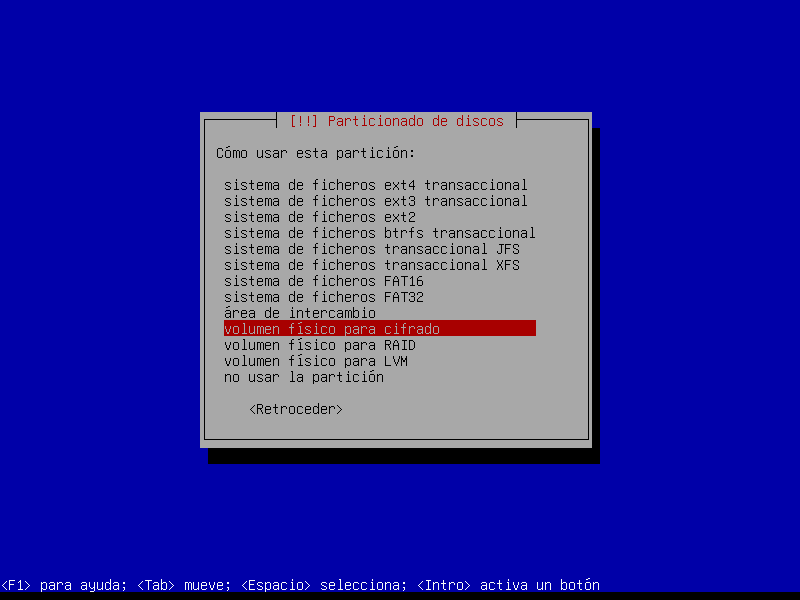 [!!] Particionado de discos
Cómo usar esta partición:
sistema de ficheros ext4 transaccional
sistema de ficheros ext3 transaccional
sistema de ficheros ext2
sistema de ficheros btrfs transaccional
sistema de ficheros transaccional JFS
sistema de ficheros transaccional XFS
sistema de ficheros FAT16
sistema de ficheros FAT32
área de intercambio
volumen físico para cifrado
volumen físico para RAID
volumen físico para LVM
no usar la partición
<Retroceder>
<F1> para ayuda; <Tab> mueve; <Espacio> selecciona; <Intro> activa un botón